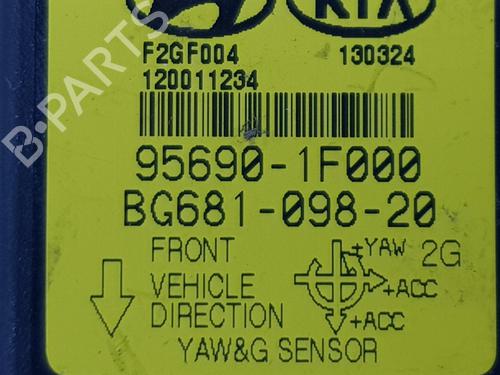 KIA
F2GF004 130324
120011234
95690-1F000
BG681-098-20
FRONT
VEHICLE
DIRECTION
+YAW 2G
+ACC
+ACC
YAW&G SENSOR
B-PARTS